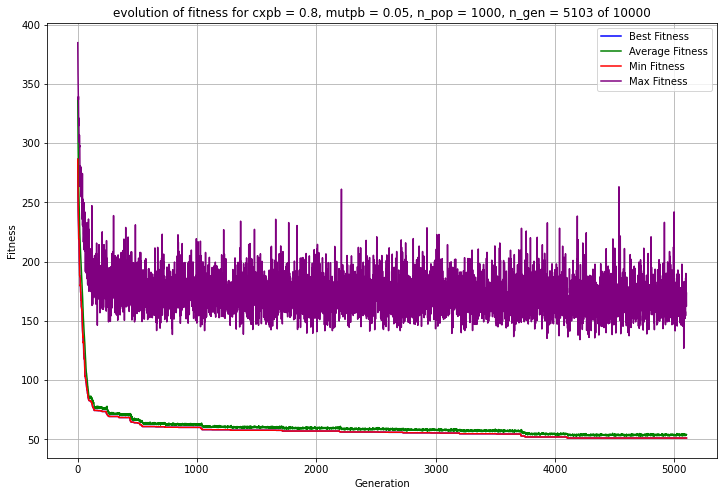 evolution of fitness for cxpb = 0.8, mutpb = 0.05, n_pop = 1000, n_gen = 5103 of 10000
Best Fitness
Average Fitness
Min Fitness
Max Fitness
400
350
300
250
200
150
100
50
Fitness
0
1000
2000
3000
4000
5000
Generation